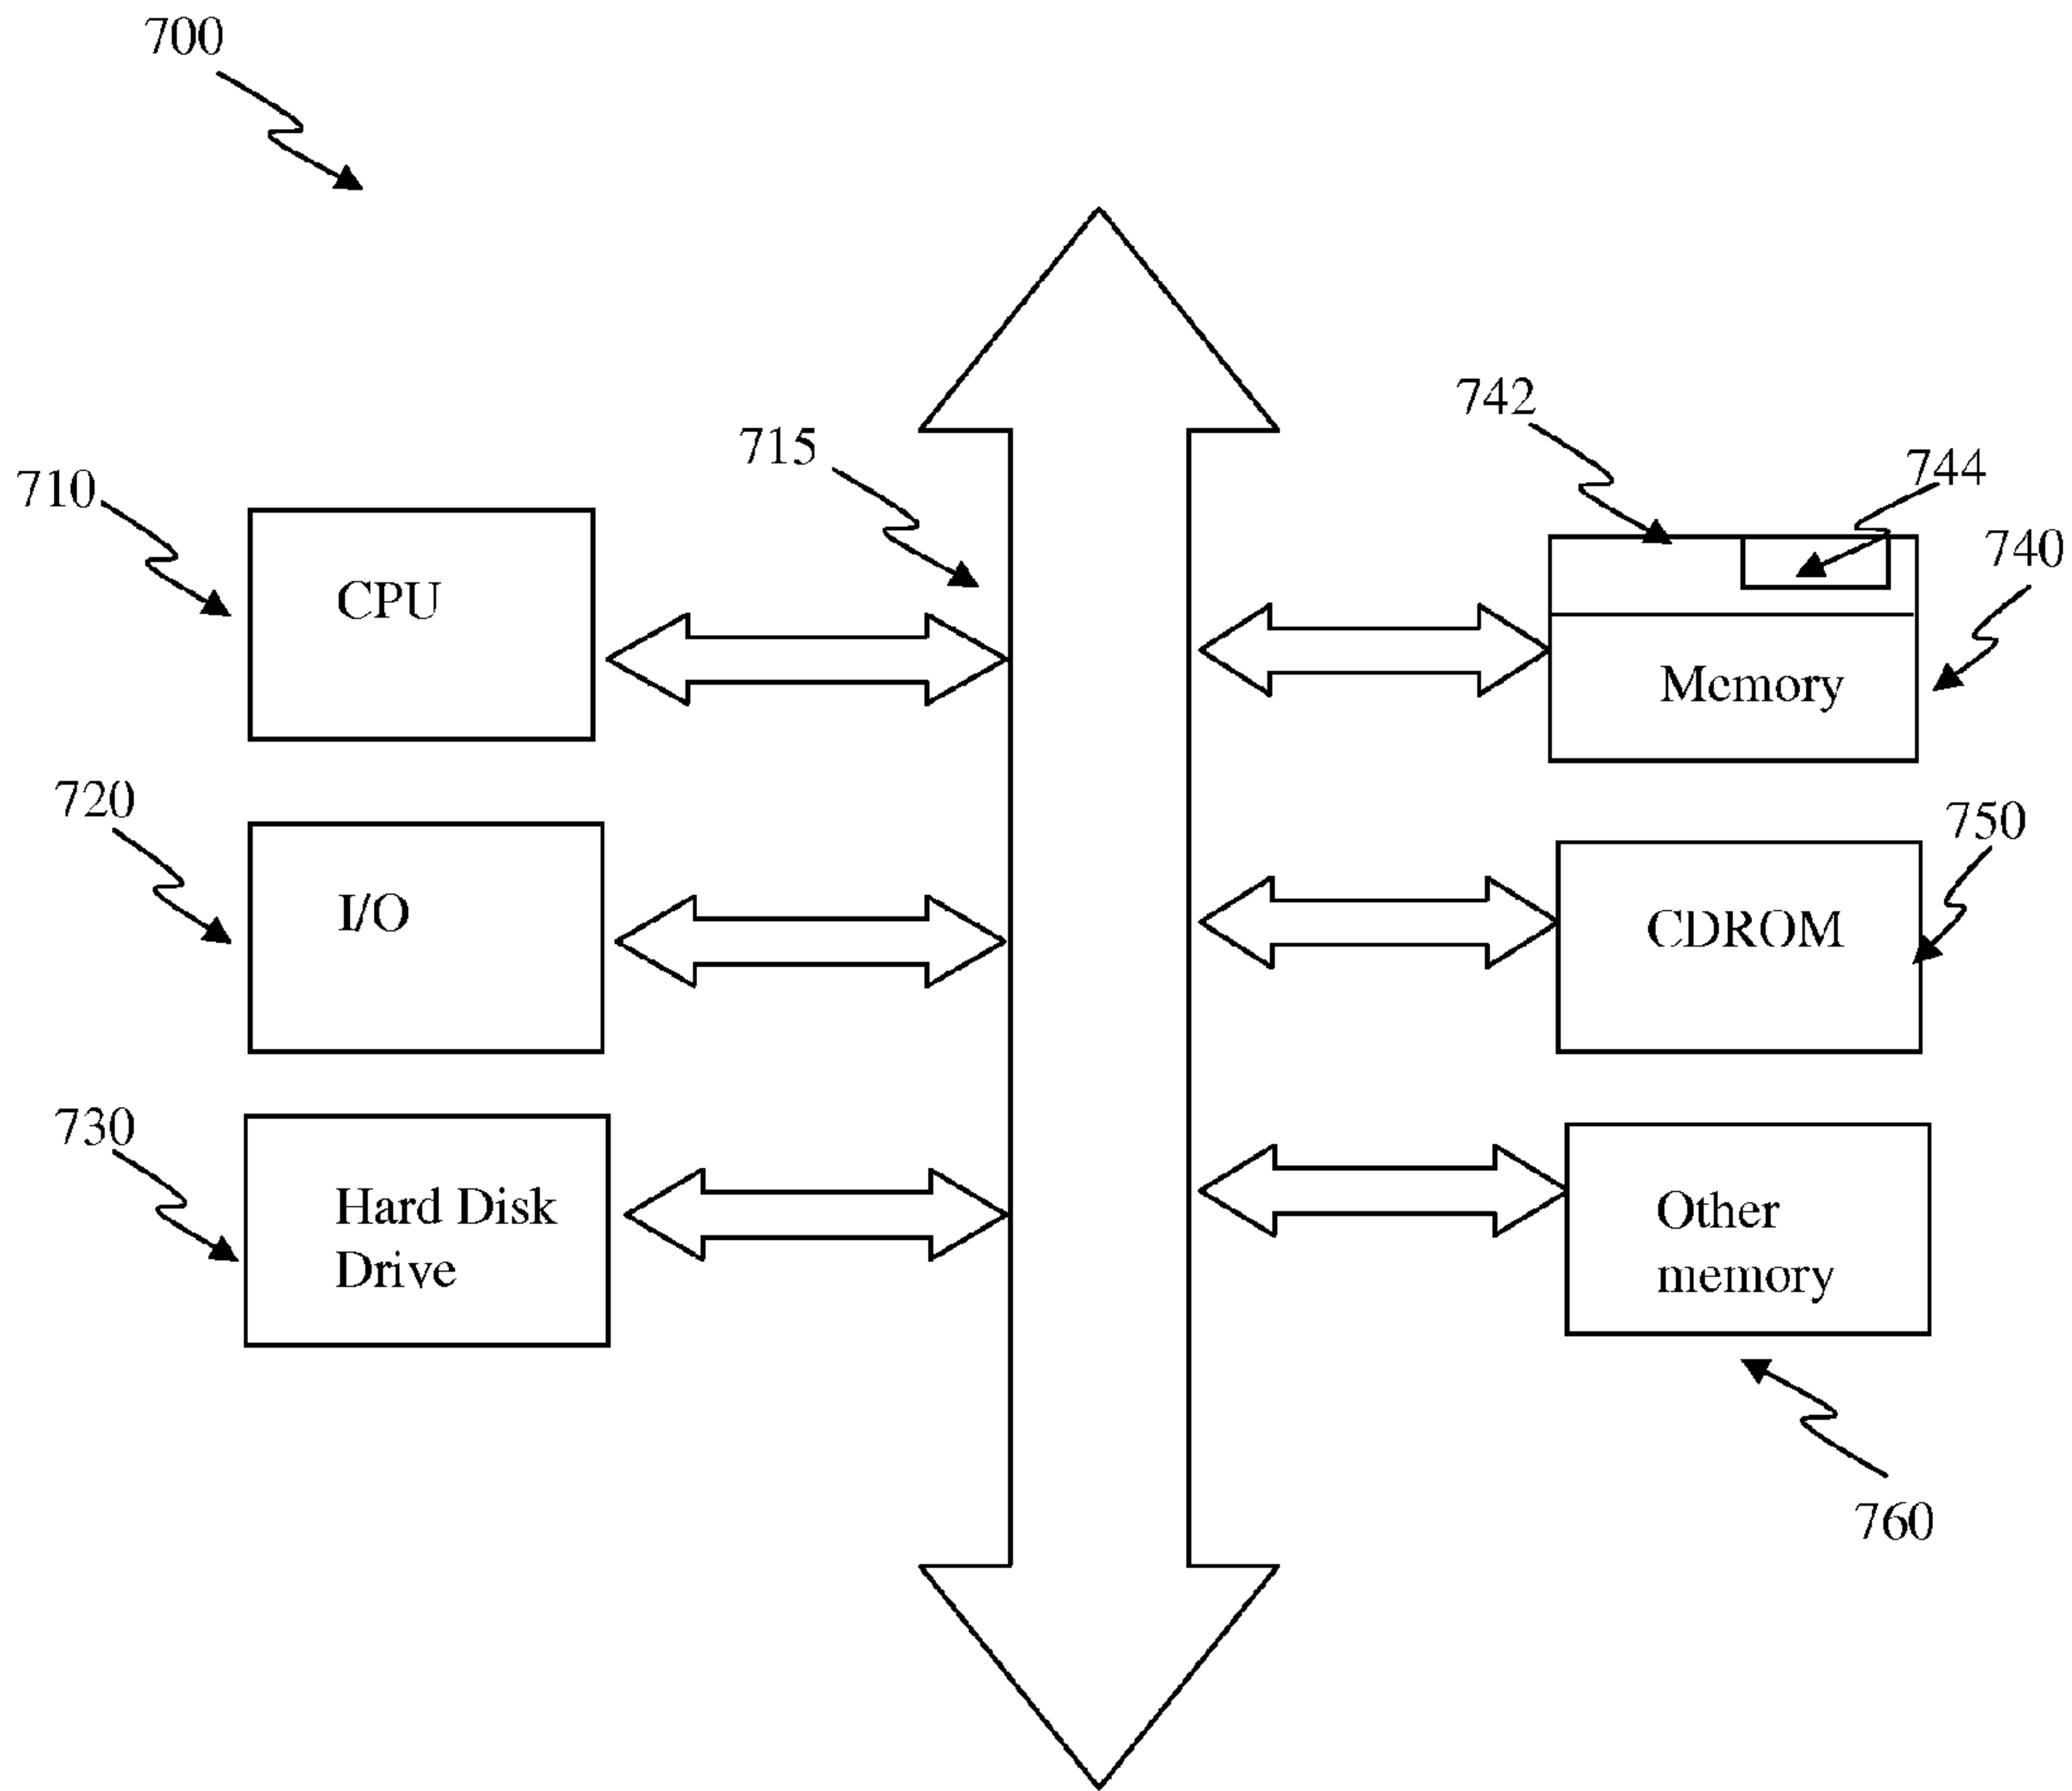 700
742
715
744
710
740
CPU
Memory
720
750
I/O
CDROM
730
Hard Disk
Drive
Other
memory
760